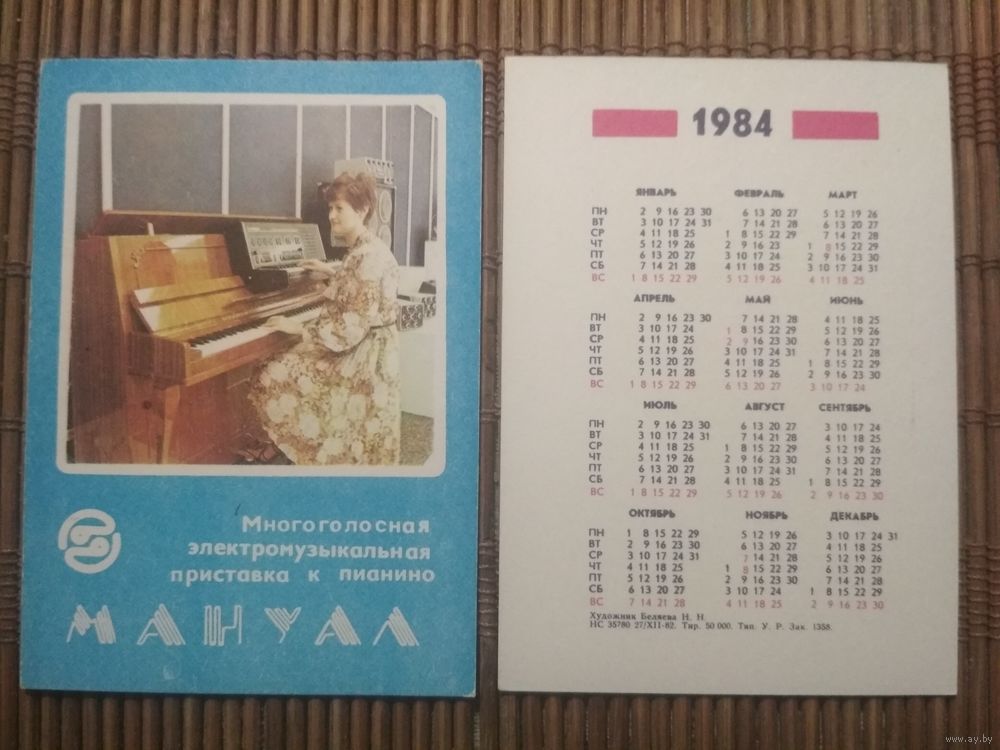 Многоголосная
электромузыкальная
приставка к пианино
МАНУАЛ
1984
ЯНВАРЬ ФЕВРАЛЬ МАРТ
ПН 2 9 16 23 30 6 13 20 27 5 12 19 26
ВТ 3 10 17 24 31 7 14 21 28 6 13 20 27
СР 4 11 18 25 1 8 15 22 29 7 14 21 28
ЧТ 5 12 19 26 2 9 16 23 1 8 15 22 29
ПТ 6 13 20 27 3 10 17 24 2 9 16 23 30
СБ 7 14 21 28 4 11 18 25 3 10 17 24 31
ВС 1 8 15 22 29 5 12 19 26 4 11 18 25
АПРЕЛЬ МАЙ ИЮНЬ
ПН 2 9 16 23 30 7 14 21 28 4 11 18 25
ВТ 3 10 17 24 1 8 15 22 29 5 12 19 26
СР 4 11 18 25 2 9 16 23 30 6 13 20 27
ЧТ 5 12 19 26 3 10 17 24 31 7 14 21 28
ПТ 6 13 20 27 4 11 18 25 1 8 15 22 29
СБ 7 14 21 28 5 12 19 26 2 9 16 23 30
ВС 1 8 15 22 29 6 13 20 27 3 10 17 24
ИЮЛЬ АВГУСТ СЕНТЯБРЬ
ПН 2 9 16 23 30 6 13 20 27 3 10 17 24
ВТ 3 10 17 24 31 7 14 21 28 4 11 18 25
СР 4 11 18 25 1 8 15 22 29 5 12 19 26
ЧТ 5 12 19 26 2 9 16 23 30 6 13 20 27
ПТ 6 13 20 27 3 10 17 24 31 7 14 21 28
СБ 7 14 21 28 4 11 18 25 1 8 15 22 29
ВС 1 8 15 22 29 5 12 19 26 2 9 16 23 30
ОКТЯБРЬ НОЯБРЬ ДЕКАБРЬ
ПН 1 8 15 22 29 5 12 19 26 3 10 17 24 31
ВТ 2 9 16 23 30 6 13 20 27 4 11 18 25
СР 3 10 17 24 31 7 14 21 28 5 12 19 26
ЧТ 4 11 18 25 1 8 15 22 29 6 13 20 27
ПТ 5 12 19 26 2 9 16 23 30 7 14 21 28
СБ 6 13 20 27 3 10 17 24 1 8 15 22 29
ВС 7 14 21 28 4 11 18 25 2 9 16 23 30
Художник Беляева Н. Н.
НС 35780 27/XII-82. Тир. 50 000. Тип. У. Р. Зак. 1358.
www.ay.by